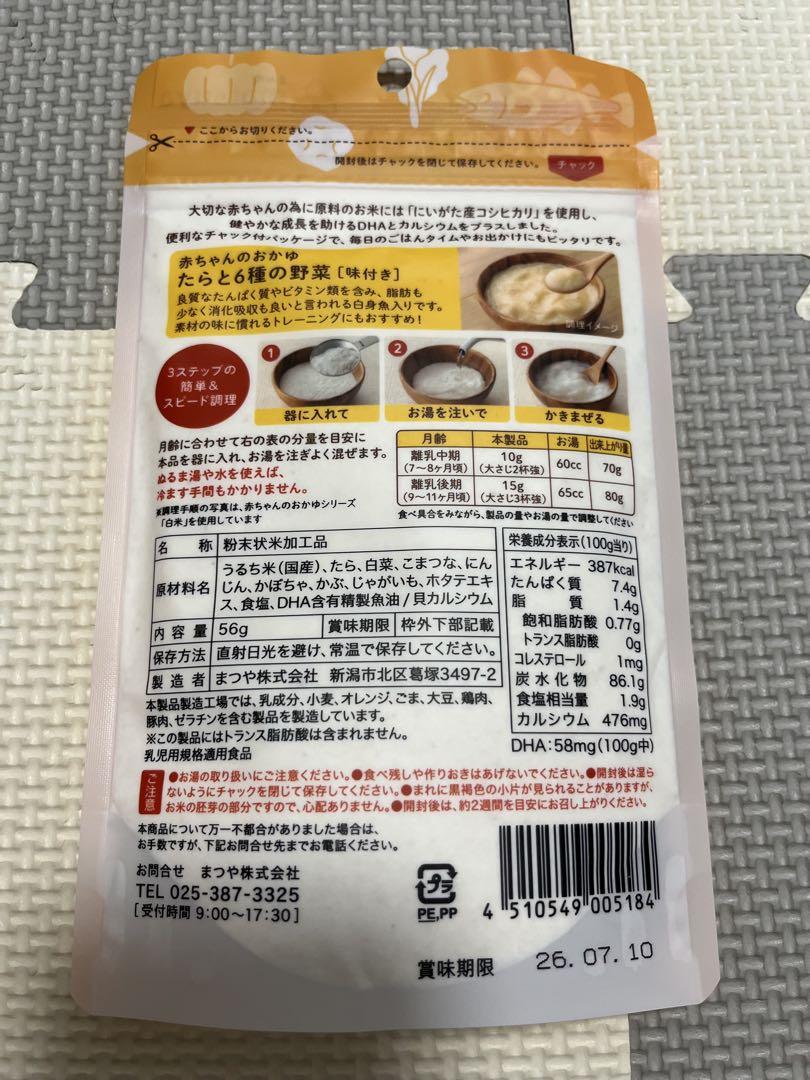 ▼ここからお切りください。
開封後はチャックを閉じて保存してください。 チャック
大切な赤ちゃんの為に原料のお米には「にいがた産コシヒカリ」を使用し、
健やかな成長を助けるDHAとカルシウムをプラスしました。
便利なチャック付パッケージで、毎日のごはんタイムやお出かけにもピッタリです。
赤ちゃんのおかゆ
たらと6種の野菜［味付き］
良質なたんぱく質やビタミン類を含み、脂肪も
少なく消化吸収も良いと言われる白身魚入りです。
素材の味に慣れるトレーニングにもおすすめ！
調理イメージ
3ステップの
簡単&
スピード調理
1 器に入れて
2 お湯を注いで
3 かきまぜる
月齢に合わせて右の表の分量を目安に
本品を器に入れ、お湯を注ぎよく混ぜます。
ぬるま湯や水を使えば、
冷ます手間もかかりません。
※調理手順の写真は、赤ちゃんのおかゆシリーズ
「白米」を使用しています
月齢 本製品 お湯 出来上がり量
離乳中期 (7〜8ヶ月頃) 10g (大さじ2杯強) 60cc 70g
離乳後期 (9〜11ヶ月頃) 15g (大さじ3杯強) 65cc 80g
食べ具合をみながら、製品の量やお湯の量で調整してください
名 称 粉末状米加工品
原材料名 うるち米(国産)、たら、白菜、こまつな、にん
じん、かぼちゃ、かぶ、じゃがいも、ホタテエキ
ス、食塩、DHA含有精製魚油/貝カルシウム
内容量 56g 賞味期限 枠外下部記載
保存方法 直射日光を避け、常温で保存してください。
製造者 まつや株式会社 新潟市北区葛塚3497-2
栄養成分表示(100g当り)
エネルギー 387kcal
たんぱく質 7.4g
脂 質 1.4g
飽和脂肪酸 0.77g
トランス脂肪酸 0g
コレステロール 1mg
炭水化物 86.1g
食塩相当量 1.9g
カルシウム 476mg
DHA:58mg(100g中)
本製品製造工場では、乳成分、小麦、オレンジ、ごま、大豆、鶏肉、
豚肉、ゼラチンを含む製品を製造しています。
※この製品にはトランス脂肪酸は含まれません。
乳児用規格適用食品
ご注意
●お湯の取り扱いにご注意ください。●食べ残しや作りおきはあげないでください。●開封後は湿ら
ないようにチャックを閉じて保存してください。●まれに黒褐色の小片が見られることがありますが、
お米の胚芽の部分ですので、心配ありません。●開封後は、約2週間を目安にお召し上がりください。
本商品について万一不都合がありました場合は、
お手数ですが、下記お問合せ先までお電話ください。
お問合せ まつや株式会社
TEL 025-387-3325
［受付時間 9:00〜17:30］
プラ
PE,PP
4 510549 005184
賞味期限 26.07.10